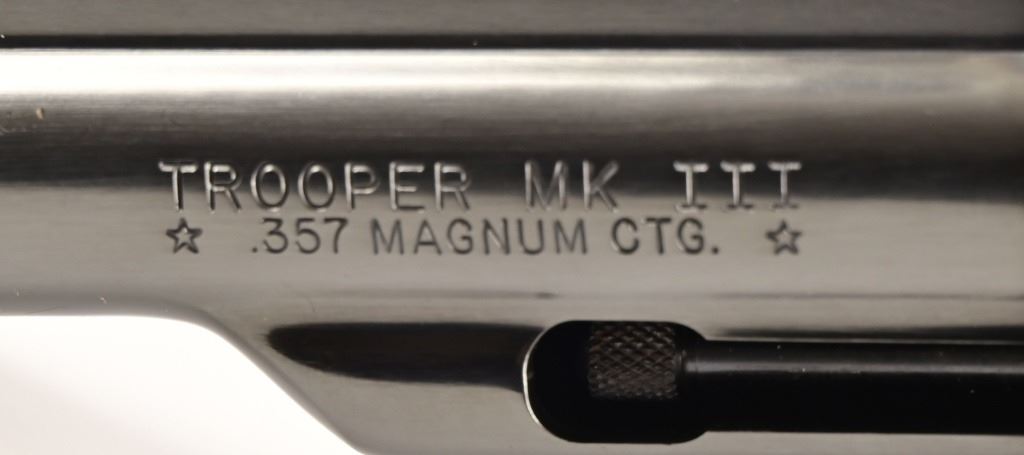 TROOPER MK III
☆ .357 MAGNUM CTG. ☆